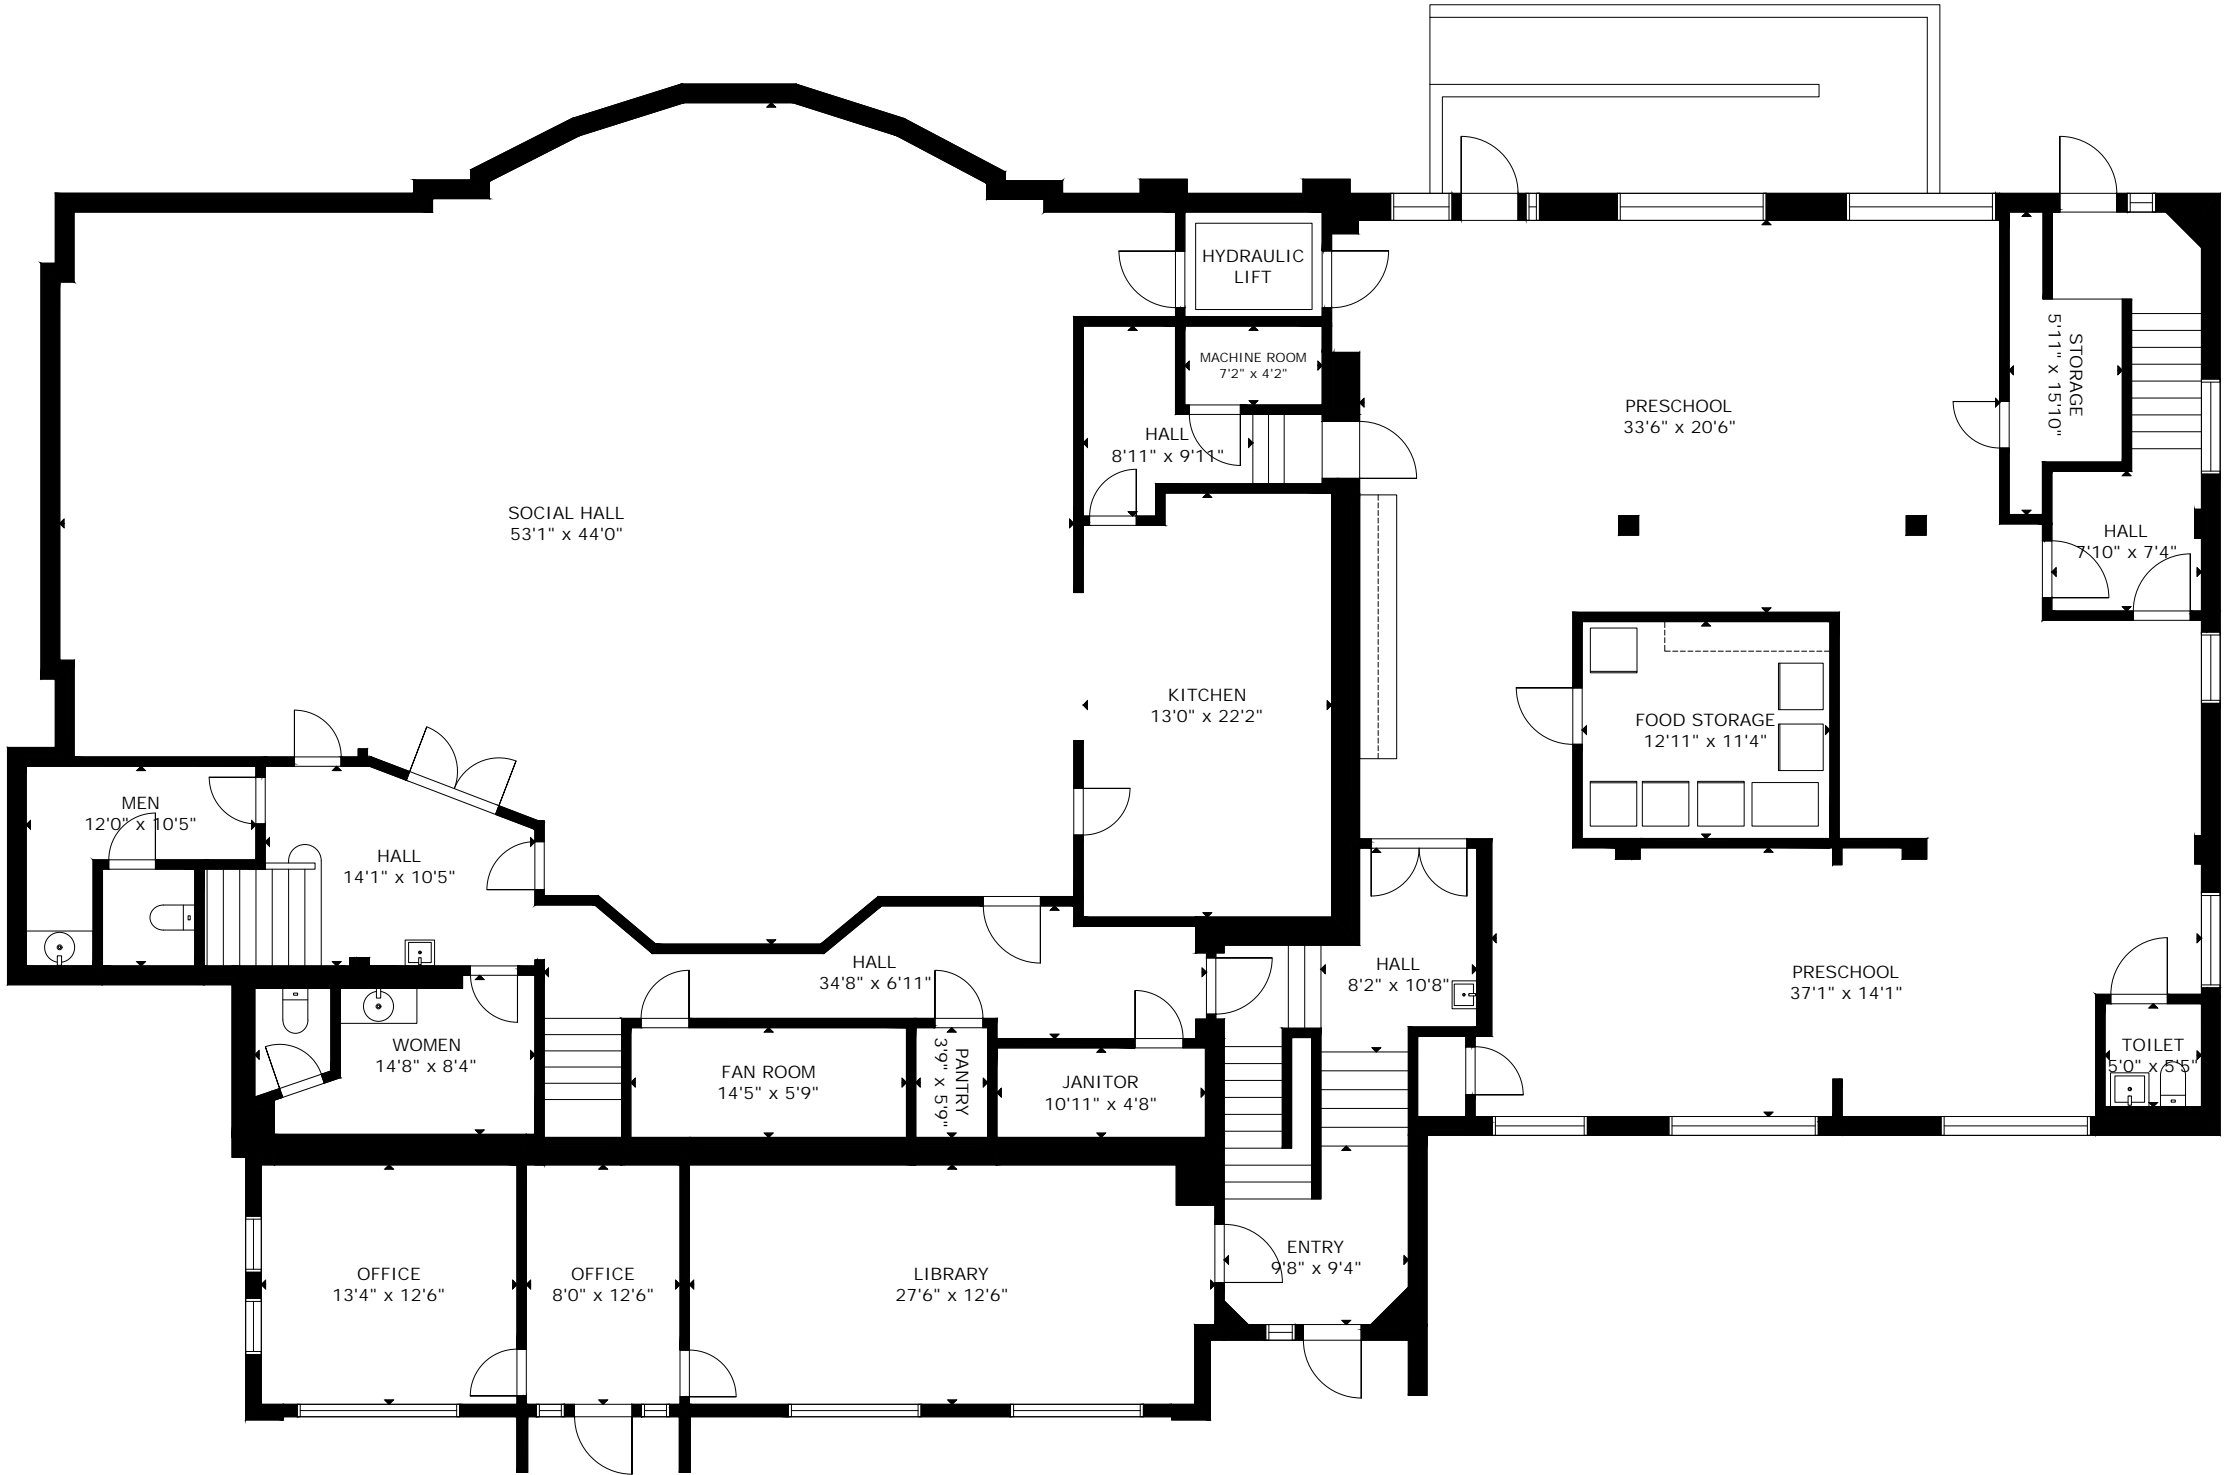 HYDRAULIC
LIFT
STORAGE
5'11" x 15'10"
MACHINE ROOM
7'2" x 4'2"
PRESCHOOL
33'6" x 20'6"
HALL
8'11" x 9'11"
SOCIAL HALL
53'1" x 44'0"
HALL
7'10" x 7'4"
KITCHEN
13'0" x 22'2"
FOOD STORAGE
12'11" x 11'4"
MEN
12'0" x 10'5"
HALL
14'1" x 10'5"
HALL
34'8" x 6'11"
HALL
8'2" x 10'8"
PRESCHOOL
37'1" x 14'1"
WOMEN
14'8" x 8'4"
FAN ROOM
14'5" x 5'9"
PANTRY
3'9" x 5'9"
JANITOR
10'11" x 4'8"
TOILET
5'0" x 5'5"
OFFICE
13'4" x 12'6"
OFFICE
8'0" x 12'6"
LIBRARY
27'6" x 12'6"
ENTRY
9'8" x 9'4"